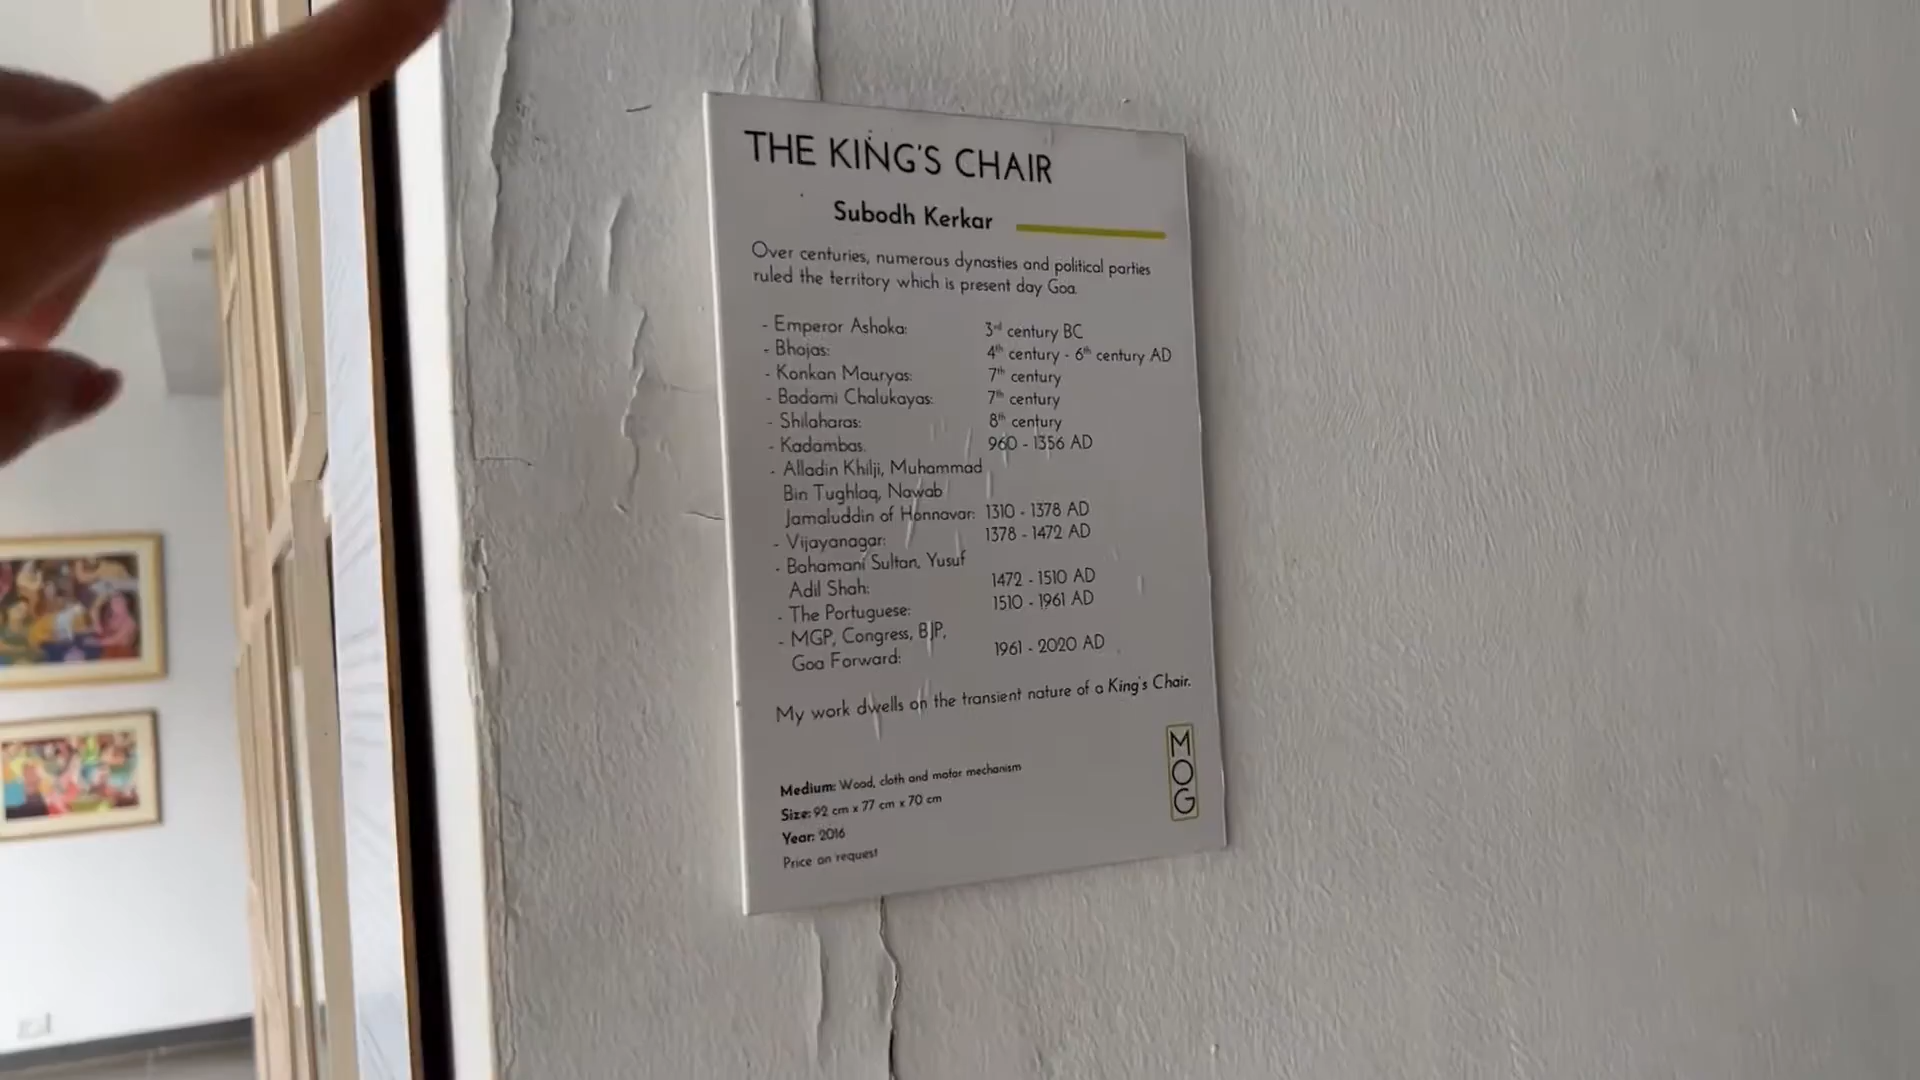 THE KING'S CHAIR
Subodh Kerkar
Over centuries, numerous dynasties and political parties
ruled the territory which is present day Goa.
- Emperor Ashoka: 3rd century BC
- Bhojas: 4th century - 6th century AD
- Konkan Mauryas: 7th century
- Badami Chalukayas: 7th century
- Shilaharas: 8th century
- Kadambas. 960 - 1356 AD
- Alladin Khilji, Muhammad
Bin Tughlaq, Nawab
Jamaluddin of Honnavar: 1310 - 1378 AD
- Vijayanagar: 1378 - 1472 AD
- Bahamani Sultan, Yusuf
Adil Shah: 1472 - 1510 AD
- The Portuguese: 1510 - 1961 AD
- MGP, Congress, BJP,
Goa Forward: 1961 - 2020 AD
My work dwells on the transient nature of a King's Chair.
Medium: Wood, cloth and motor mechanism
Size: 92 cm x 77 cm x 70 cm
Year: 2016
Price on request
MOG